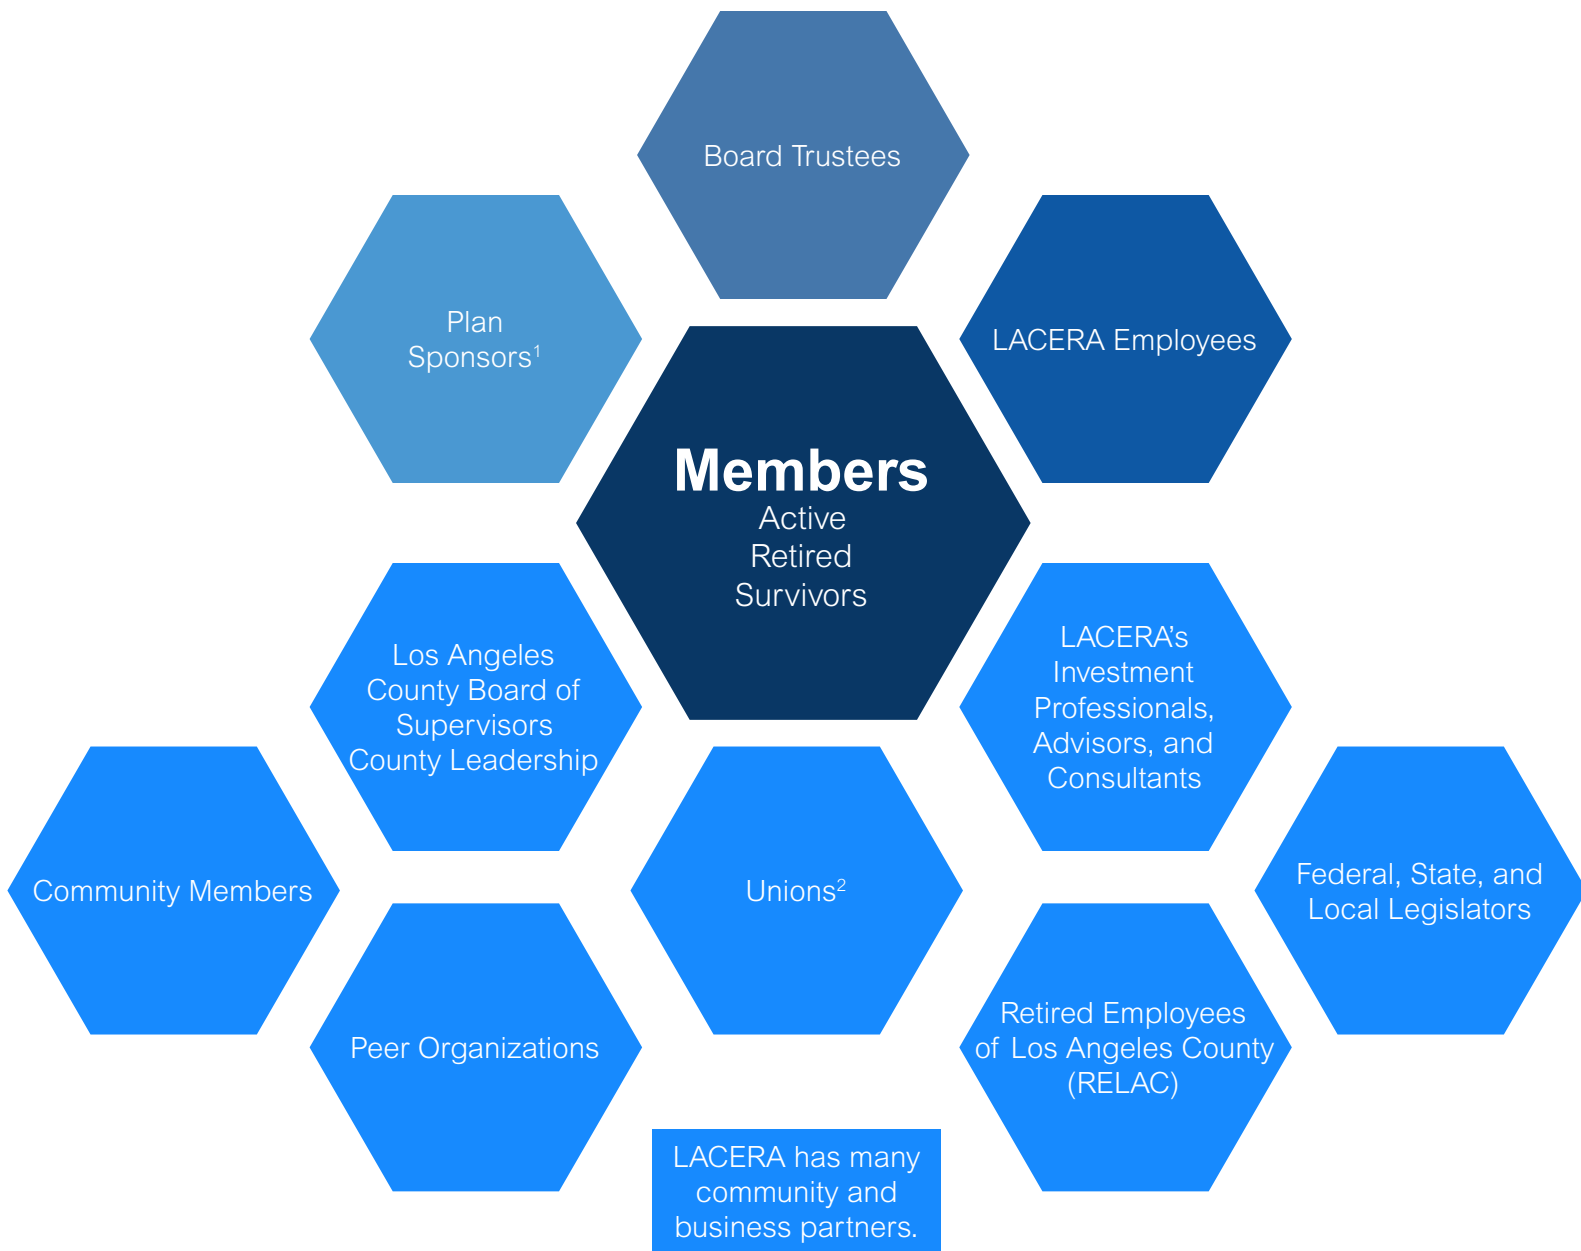 Board Trustees
Plan
Sponsors¹
LACERA Employees
Members
Active
Retired
Survivors
Los Angeles
County Board of
Supervisors
County Leadership
LACERA’s
Investment
Professionals,
Advisors, and
Consultants
Community Members
Unions²
Federal, State, and
Local Legislators
Peer Organizations
Retired Employees
of Los Angeles County
(RELAC)
LACERA has many
community and
business partners.